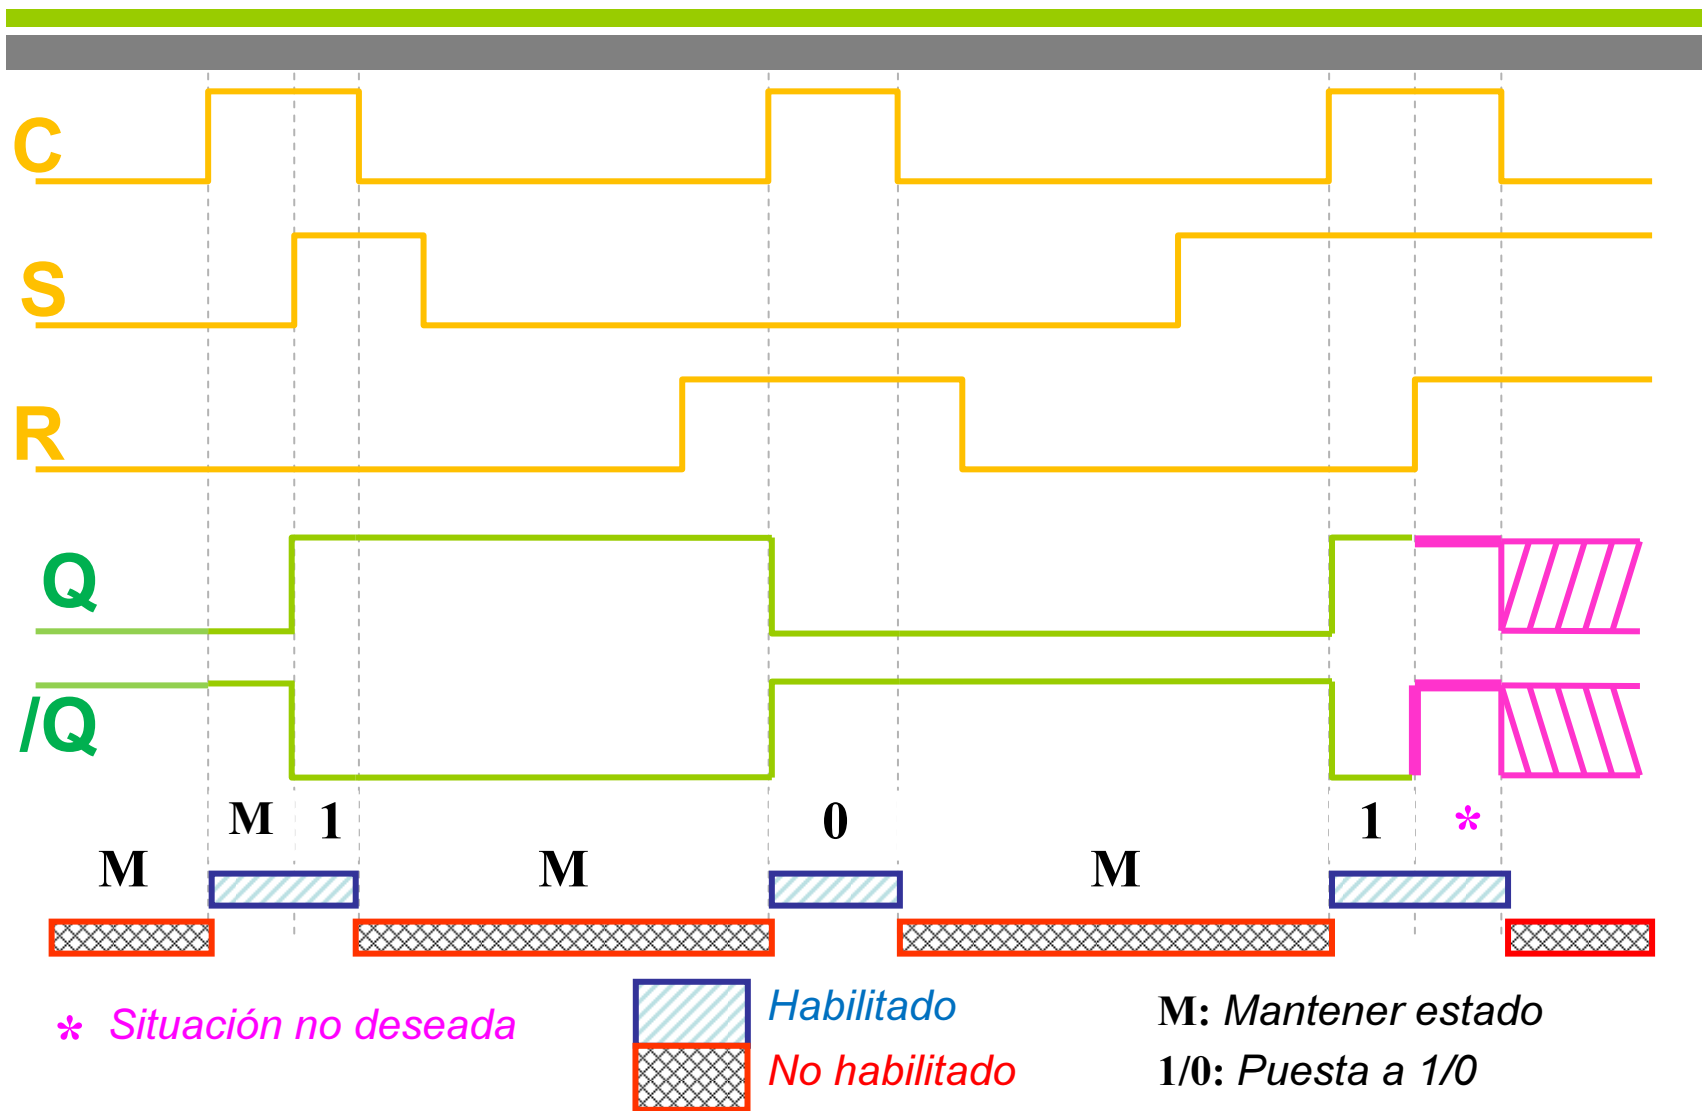 C
S
R
Q
/Q
M 1 0 1 *
M M M
* Situación no deseada
Habilitado
No habilitado
M: Mantener estado
1/0: Puesta a 1/0